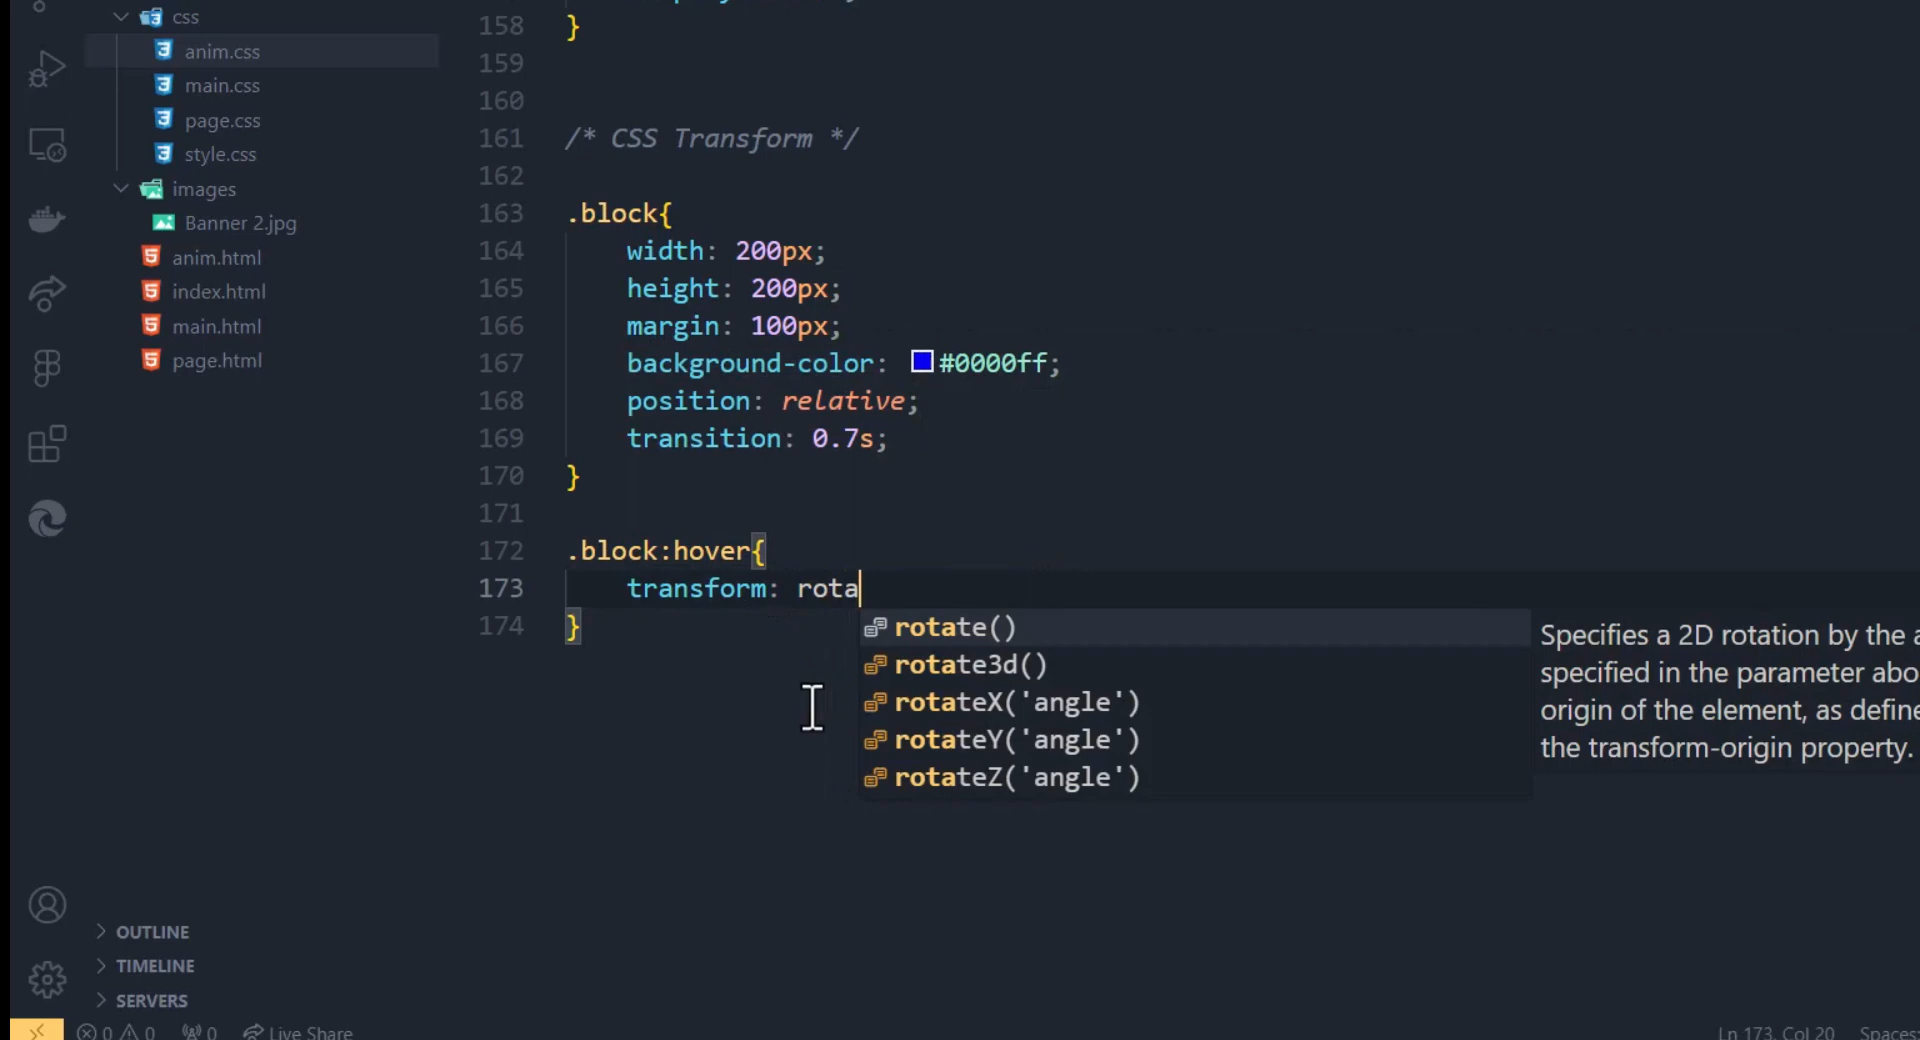 css
anim.css
main.css
page.css
style.css
images
Banner 2.jpg
anim.html
index.html
main.html
page.html
OUTLINE
TIMELINE
SERVERS
158 }
159
160
161 /* CSS Transform */
162
163 .block{
164 width: 200px;
165 height: 200px;
166 margin: 100px;
167 background-color: #0000ff;
168 position: relative;
169 transition: 0.7s;
170 }
171
172 .block:hover{
173 transform: rota
174 }
rotate()
rotate3d()
rotateX('angle')
rotateY('angle')
rotateZ('angle')
Specifies a 2D rotation by the
specified in the parameter
origin of the element, as
the transform-origin property.
0 0 0 Live Share
Ln 173, Col 20 Spaces: